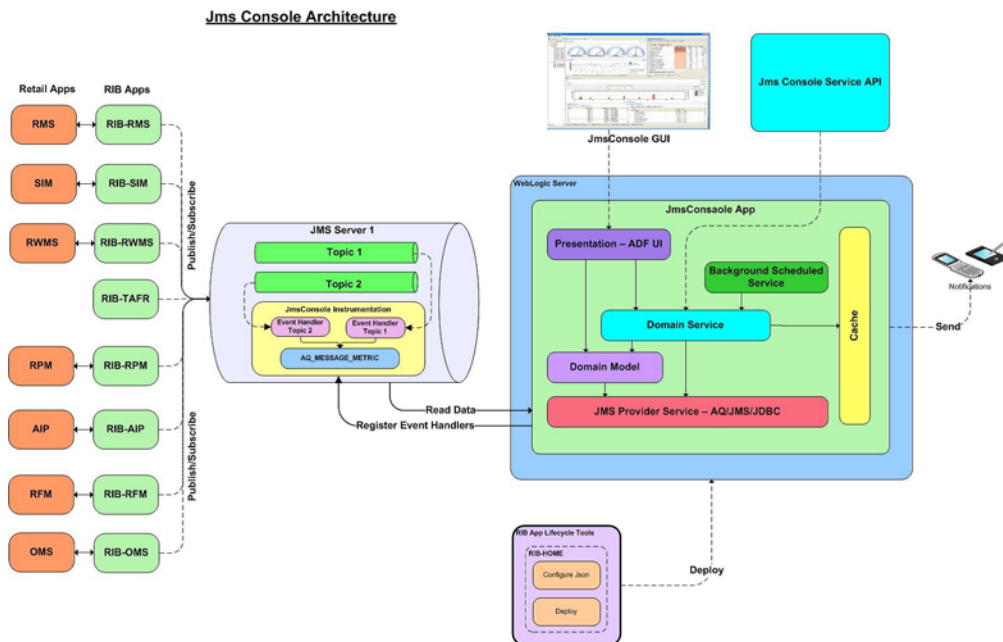 Jms Console Architecture
Retail Apps
RIB Apps
RMS
RIB-RMS
SIM
RIB-SIM
RWMS
RIB-RWMS
RIB-TAFR
RPM
RIB-RPM
AIP
RIB-AIP
RFM
RIB-RFM
OMS
RIB-OMS
Publish/Subscribe
Publish/Subscribe
JMS Server 1
Topic 1
Topic 2
JmsConsole Instrumentation
Event Handler
Topic 2
Event Handler
Topic 1
AQ_MESSAGE_METRIC
Read Data
Register Event Handlers
JmsConsole GUI
Jms Console Service API
WebLogic Server
JmsConsaole App
Presentation – ADF UI
Background Scheduled
Service
Domain Service
Domain Model
JMS Provider Service – AQ/JMS/JDBC
Cache
Notifications
Send
RIB App Lifecycle Tools
RIB-HOME
Configure Json
Deploy
Deploy